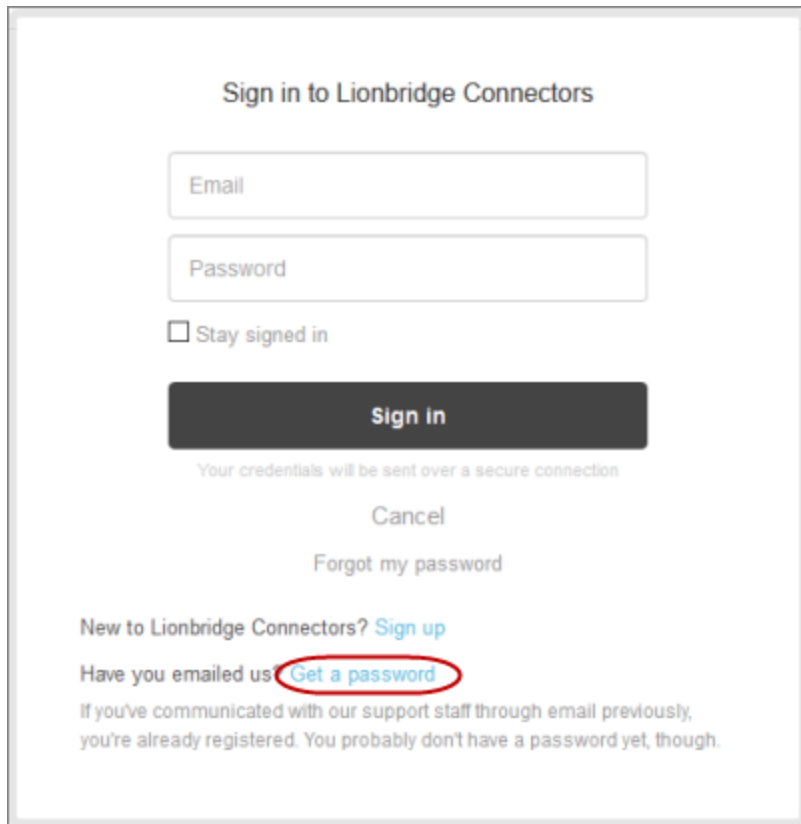 Sign in to Lionbridge Connectors
Email
Password
Stay signed in
Sign in
Your credentials will be sent over a secure connection
Cancel
Forgot my password
New to Lionbridge Connectors? Sign up
Have you emailed us? Get a password
If you've communicated with our support staff through email previously,
you're already registered. You probably don't have a password yet, though.